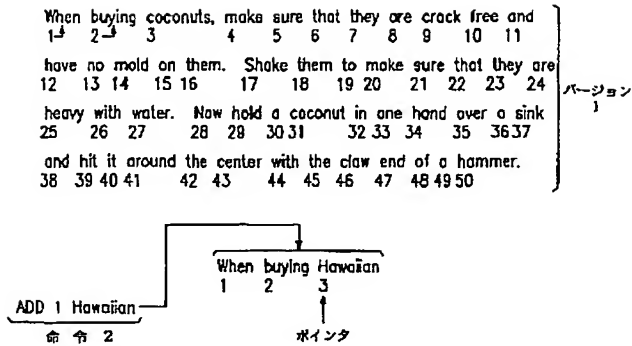 When buying coconuts, make sure that they are crack free and
1 2 3 4 5 6 7 8 9 10 11
have no mold on them. Shake them to make sure that they are
12 13 14 15 16 17 18 19 20 21 22 23 24
heavy with water. Now hold a coconut in one hand over a sink
25 26 27 28 29 30 31 32 33 34 35 36 37
and hit it around the center with the claw end of a hammer.
38 39 40 41 42 43 44 45 46 47 48 49 50
バージョン
1
When buying Hawaiian
1 2 3
ADD 1 Hawaiian
命令 2
ポインタ